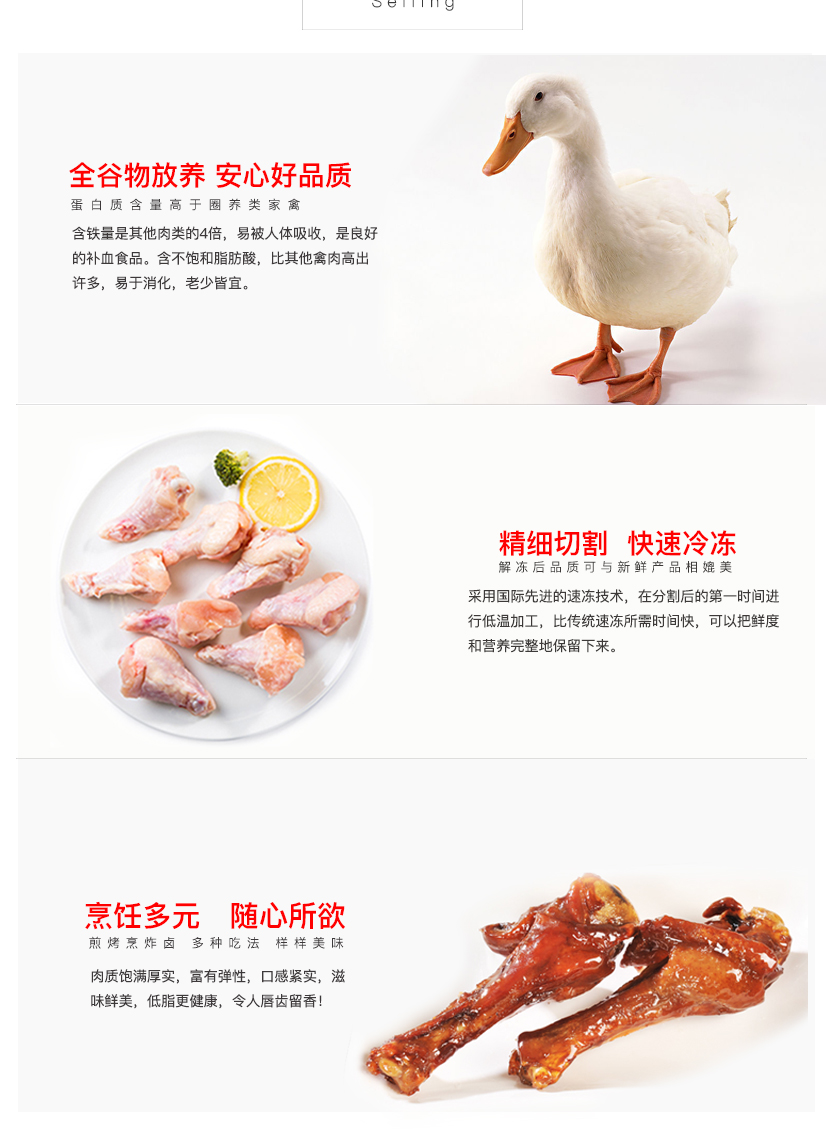 Selling
全谷物放养 安心好品质
蛋白质含量高于圈养类家禽
含铁量是其他肉类的4倍，易被人体吸收，是良好
的补血食品。含不饱和脂肪酸，比其他禽肉高出
许多，易于消化，老少皆宜。
精细切割 快速冷冻
解冻后品质可与新鲜产品相媲美
采用国际先进的速冻技术，在分割后的第一时间进
行低温加工，比传统速冻所需时间快，可以把鲜度
和营养完整地保留下来。
烹饪多元 随心所欲
煎烤烹炸卤 多种吃法 样样美味
肉质饱满厚实，富有弹性，口感紧实，滋
味鲜美，低脂更健康，令人唇齿留香！